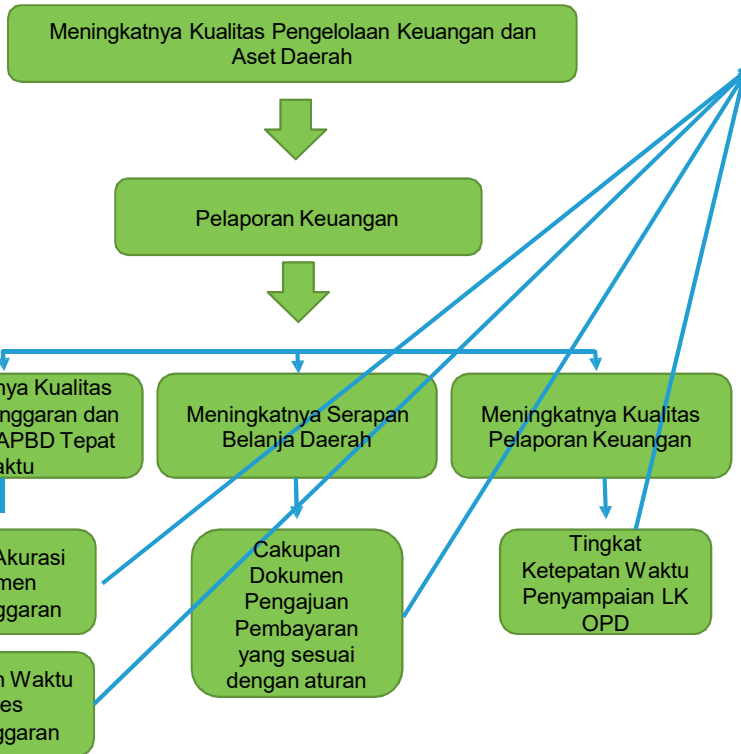 Meningkatnya Kualitas Pengelolaan Keuangan dan
Aset Daerah
Pelaporan Keuangan
nya Kualitas
nggaran dan
APBD Tepat
aktu
Meningkatnya Serapan
Belanja Daerah
Meningkatnya Kualitas
Pelaporan Keuangan
Akurasi
men
ggaran
n Waktu
es
ggaran
Cakupan
Dokumen
Pengajuan
Pembayaran
yang sesuai
dengan aturan
Tingkat
Ketepatan Waktu
Penyampaian LK
OPD